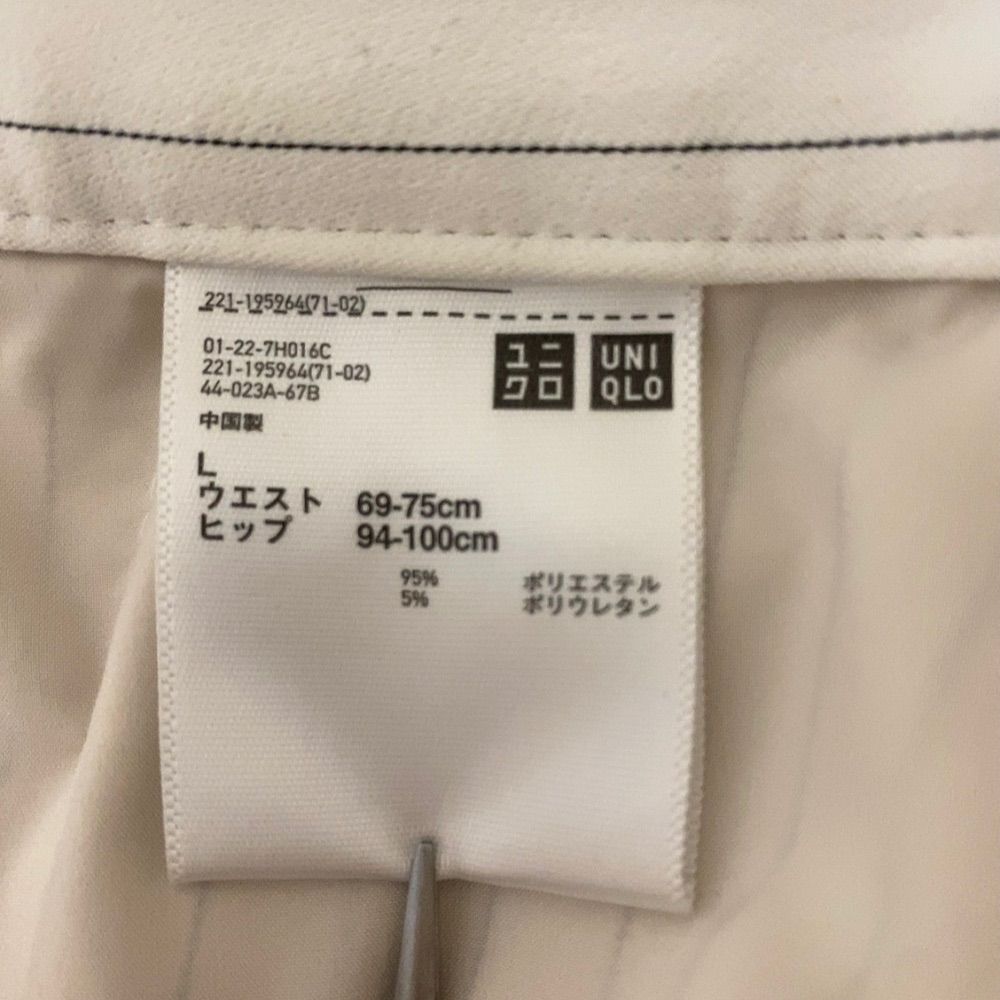 221-195964(71-02)
01-22-7H016C
221-195964(71-02)
44-023A-67B
ユニ
クロ
UNI
QLO
中国製
L
ウエスト 69-75cm
ヒップ 94-100cm
95% ポリエステル
5% ポリウレタン